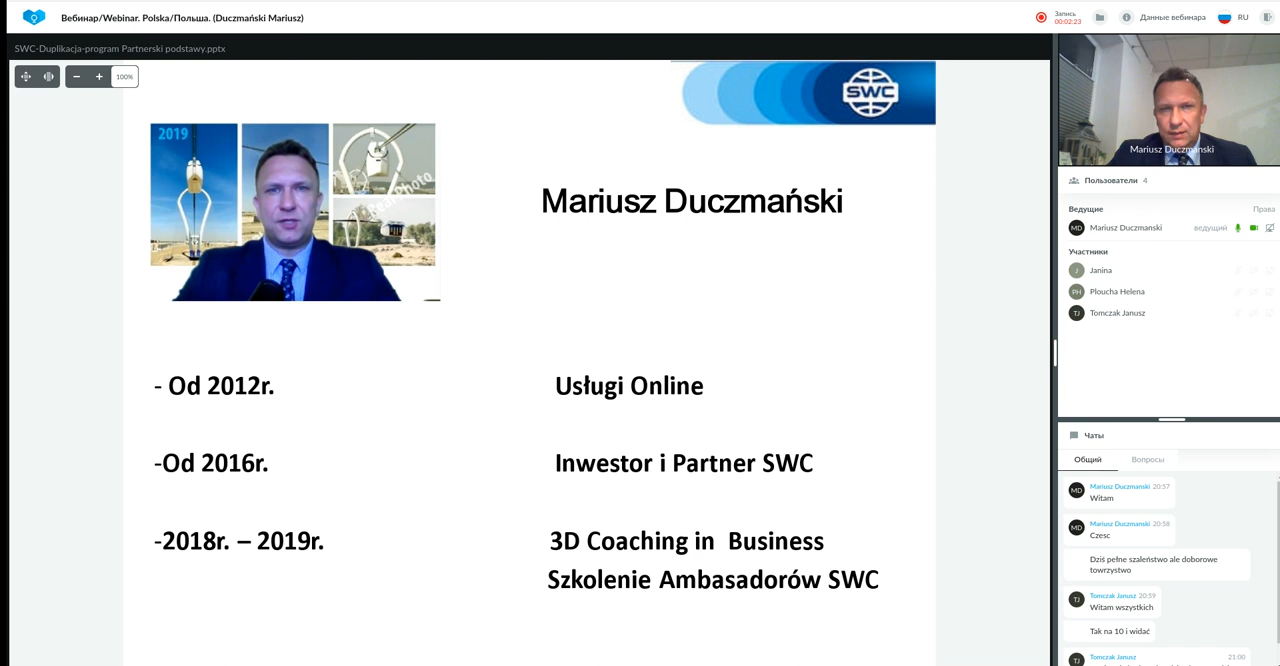 Вебинар/Webinar. Polska/Польша. (Duczmański Mariusz)
Запись
00:02:23
Данные вебинара
RU
SWC-Duplikacja-program Partnerski podstawy.pptx
100%
SWC
2019
Bear photo
Mariusz Duczmański
- Od 2012r. Usługi Online
-Od 2016r. Inwestor i Partner SWC
-2018r. – 2019r. 3D Coaching in Business
Szkolenie Ambasadorów SWC
Mariusz Duczmanski
Пользователи 4
Ведущие Права
MD Mariusz Duczmanski ведущий
Участники
J Janina
PH Ploucha Helena
TJ Tomczak Janusz
Чаты
Общий Вопросы
MD Mariusz Duczmanski 20:57
Witam
MD Mariusz Duczmanski 20:58
Czesc
Dziś pełne szaleństwo ale doborowe
towrzystwo
TJ Tomczak Janusz 20:59
Witam wszystkich
Tak na 10 i widać
TJ Tomczak Janusz 21:00